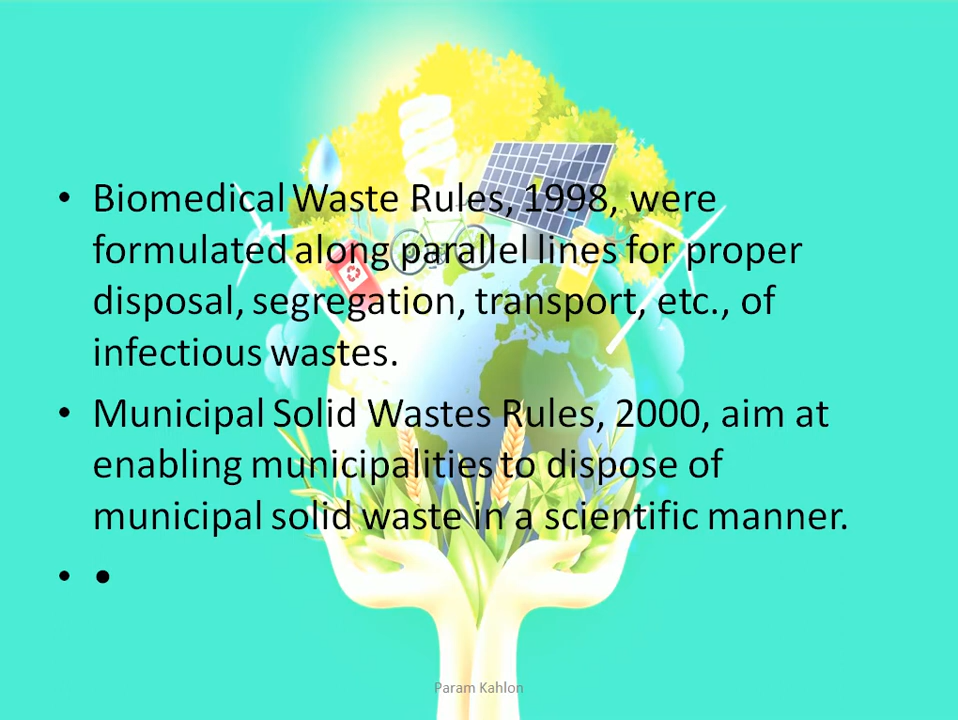 • Biomedical Waste Rules, 1998, were
formulated along parallel lines for proper
disposal, segregation, transport, etc., of
infectious wastes.
• Municipal Solid Wastes Rules, 2000, aim at
enabling municipalities to dispose of
municipal solid waste in a scientific manner.
• •
Param Kahlon